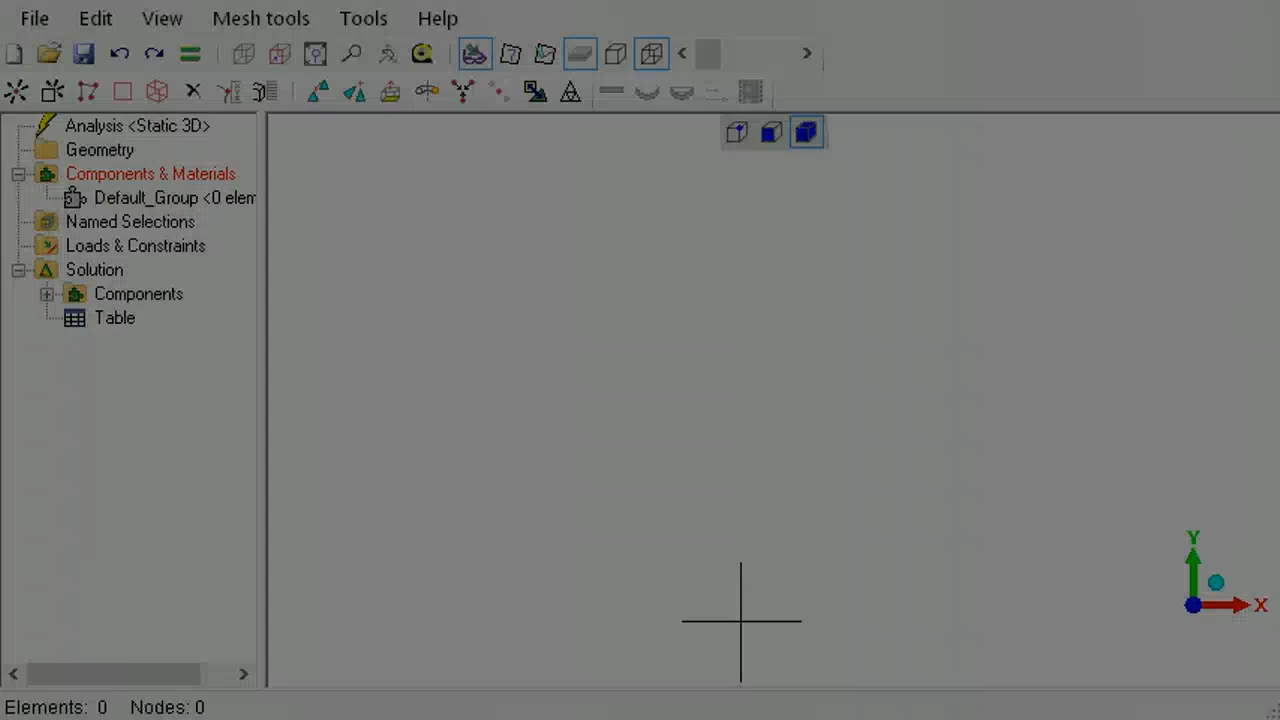 File Edit View Mesh tools Tools Help
Analysis <Static 3D>
Geometry
Components & Materials
Default_Group <0 elem
Named Selections
Loads & Constraints
Solution
Components
Table
Y
X
Elements: 0 Nodes: 0